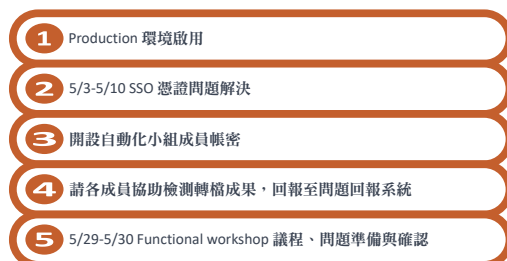 1 Production 環境啟用
2 5/3-5/10 SSO 憑證問題解決
3 開設自動化小組成員帳密
4 請各成員協助檢測轉檔成果，回報至問題回報系統
5 5/29-5/30 Functional workshop 議程、問題準備與確認